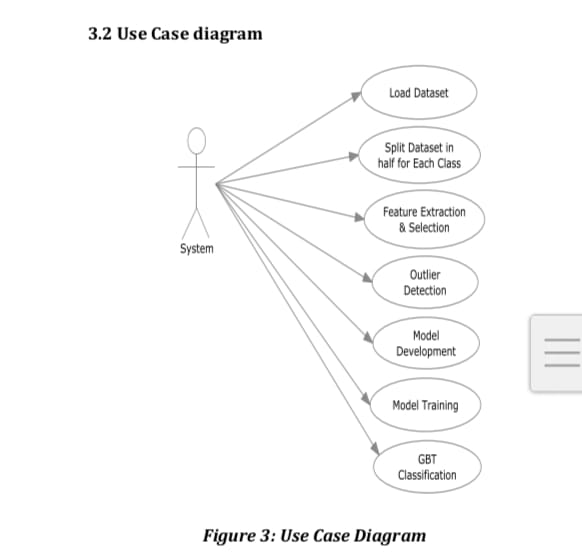 3.2 Use Case diagram
Load Dataset
Split Dataset in
half for Each Class
Feature Extraction
& Selection
System
Outlier
Detection
Model
Development
Model Training
GBT
Classification
Figure 3: Use Case Diagram